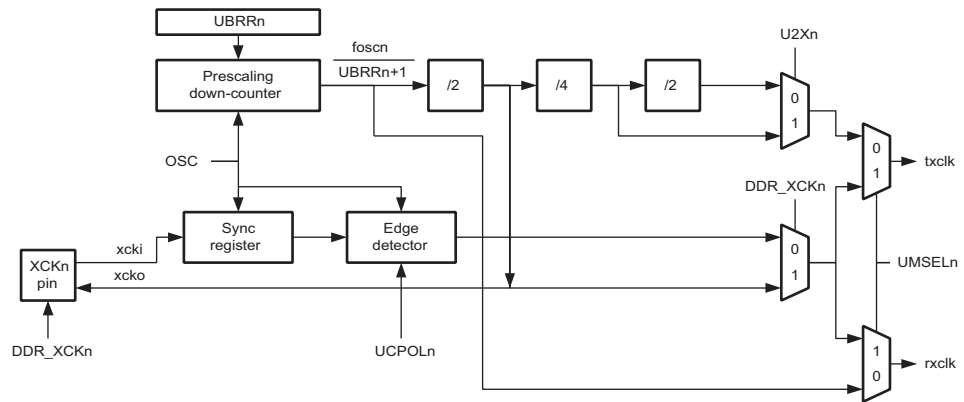 UBRRn
U2Xn
foscn
UBRRn+1
Prescaling
down-counter
/2
/4
/2
0
1
OSC
0
1
txclk
DDR_XCKn
Sync
register
Edge
detector
xcki
XCKn
pin
xcko
0
1
UMSELn
DDR_XCKn
UCPOLn
1
0
rxclk